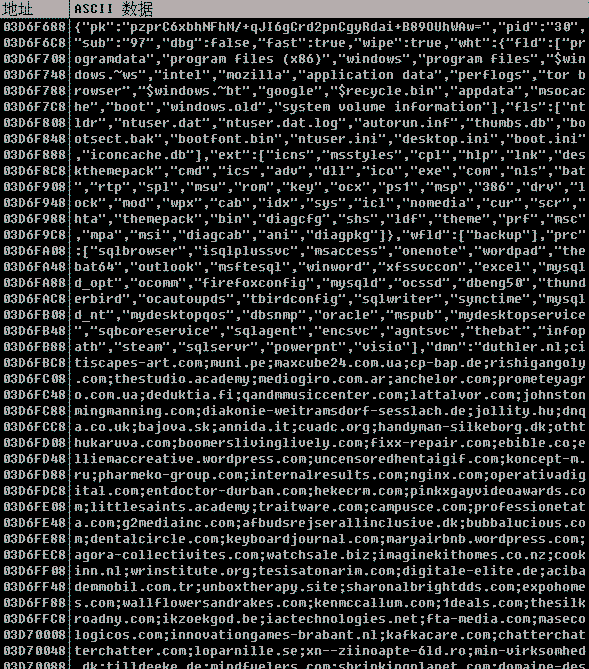 地址 ASCII 数据
03D6F688 {"pk":"pzprC6xbhNFhM/+qJI6gCrd2pnCgyRdai+B89OUhWAw=","pid":"30",
03D6F6C8 "sub":"97","dbg":false,"fast":true,"wipe":true,"wht":{"fld":["p
03D6F708 rogramdata","program files (x86)","windows","program files","$wi
03D6F748 ndows.~ws","intel","mozilla","application data","perflogs","tor
03D6F788 browser","$windows.~bt","google","$recycle.bin","appdata","msoca
03D6F7C8 che","boot","windows.old","system volume information"],"fls":["nt
03D6F808 ldr","ntuser.dat","ntuser.dat.log","autorun.inf","thumbs.db","bo
03D6F848 otsect.bak","bootfont.bin","ntuser.ini","desktop.ini","boot.ini"
03D6F888 ,"iconcache.db"],"ext":["icns","msstyles","cpl","hlp","lnk","des
03D6F8C8 kthemepack","cmd","ics","adv","dll","ico","exe","com","nls","bat"
03D6F908 ,"rtp","spl","msu","rom","key","ocx","ps1","msp","386","drv","l
03D6F948 ock","mod","wpx","cab","idx","sys","icl","nomedia","cur","scr","
03D6F988 hta","themepack","bin","diagcfg","shs","ldf","theme","prf","msc"
03D6F9C8 ,"mpa","msi","diagcab","ani","diagpkg"]},"wfld":["backup"],"prc"
03D6FA08 :["sqlbrowser","isqlplussvc","msaccess","onenote","wordpad","the
03D6FA48 bat64","outlook","msftesql","winword","xfssvccon","excel","mysql
03D6FA88 d_opt","ocomm","firefoxconfig","mysqld","ocssd","dbeng50","thund
03D6FAC8 erbird","ocautoupds","tbirdconfig","sqlwriter","synctime","mysql
03D6FB08 d_nt","mydesktopqos","dbsnmp","oracle","mspub","mydesktopservice"
03D6FB48 ,"sqbcoreservice","sqlagent","encsvc","agntsvc","thebat","infop
03D6FB88 ath","steam","sqlservr","powerpnt","visio"],"dmn":"duthler.nl;ci
03D6FBC8 tiscapes-art.com;muni.pe;maxcube24.com.ua;cp-bap.de;rishigangoly
03D6FC08 .com;thestudio.academy;mediogiro.com.ar;anchelor.com;prometeyagr
03D6FC48 o.com.ua;deduktia.fi;qandmmusiccenter.com;lattalvor.com;johnston
03D6FC88 mingmanning.com;diakonie-weitramsdorf-sesslach.de;jollity.hu;dnq
03D6FCC8 a.co.uk;bajova.sk;annida.it;cuadc.org;handyman-silkeborg.dk;otht
03D6FD08 hukaruva.com;boomerslivinglively.com;fixx-repair.com;ebible.co;e
03D6FD48 lliemaccreative.wordpress.com;uncensoredhentaigif.com;koncept-m.
03D6FD88 ru;pharmeko-group.com;internalresults.com;nginx.com;operativadi
03D6FDC8 gital.com;entdoctor-durban.com;hekecrm.com;pinkxgayvideoawards.co
03D6FE08 m;littlesaints.academy;traitware.com;campusce.com;professionetat
03D6FE48 a.com;g2mediainc.com;afbudsrejserallinclusive.dk;bubbalucious.co
03D6FE88 m;dentalcircle.com;keyboardjournal.com;maryairbnb.wordpress.com;
03D6FEC8 agora-collectivites.com;watchsale.biz;imaginekithomes.co.nz;cook
03D6FF08 inn.nl;wrinstitute.org;tesisatonarim.com;digitale-elite.de;aciba
03D6FF48 demmobil.com.tr;unboxtherapy.site;sharonalbrightdds.com;expohome
03D6FF88 s.com;wallflowersandrakes.com;kenmccallum.com;1deals.com;thesilk
03D6FFC8 roadny.com;ikzoekgod.be;iactechnologies.net;fta-media.com;maseco
03D70008 logicos.com;innovationgames-brabant.nl;kafkacare.com;chatterchat
03D70048 terchatter.com;loparnille.se;xn--ziinoapte-6ld.ro;min-virksomhed
03D70088 .dk;tilldeeke.de;mindfuelers.com;shrinkingplanet.com;domaine-des